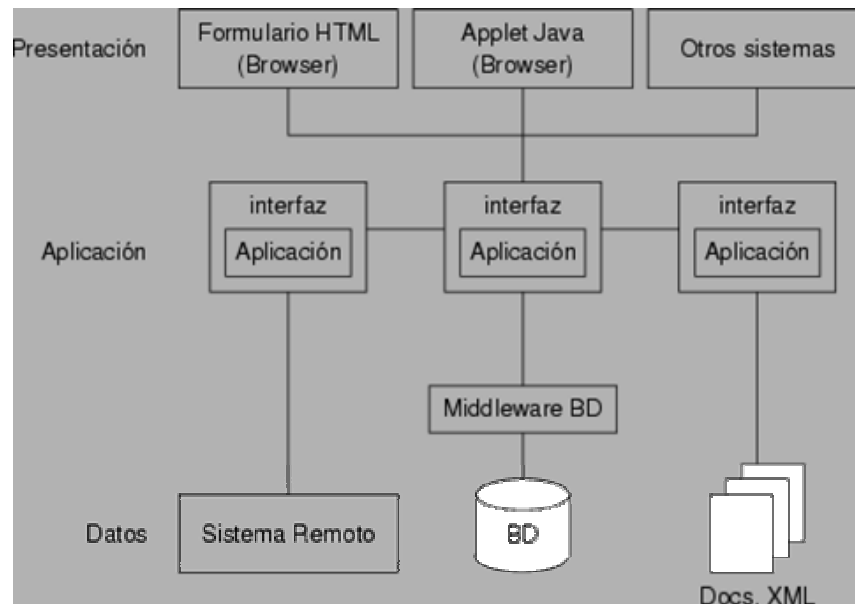 Presentación
Formulario HTML
(Browser)
Applet Java
(Browser)
Otros sistemas
Aplicación
interfaz
Aplicación
interfaz
Aplicación
interfaz
Aplicación
Middleware BD
Datos
Sistema Remoto
BD
Docs. XML